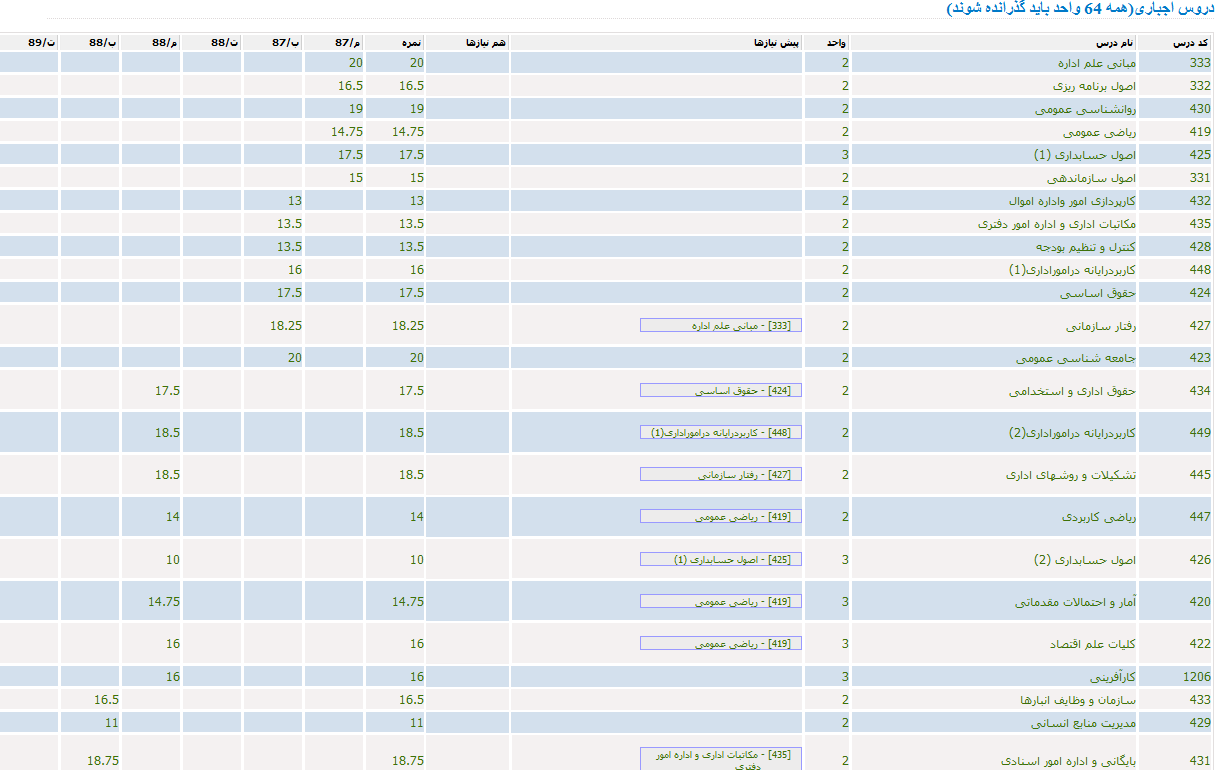 دروس اجباری(همه 64 واحد باید گذرانده شوند)
کد درس نام درس واحد پیش نیازها هم نیازها نمره م/87 ب/87 ت/88 م/88 ب/88 ت/89
333 مبانی علم اداره 2 20 20
332 اصول برنامه ریزی 2 16.5 16.5
430 روانشناسی عمومی 2 19 19
419 ریاضی عمومی 2 14.75 14.75
425 اصول حسابداری (1) 3 17.5 17.5
331 اصول سازماندهی 2 15 15
432 کاربردازی امور واداره اموال 2 13 13
435 مکاتبات اداری و اداره امور دفتری 2 13.5 13.5
428 کنترل و تنظیم بودجه 2 13.5 13.5
448 کاربردرایانه دراموراداری(1) 2 16 16
424 حقوق اساسی 2 17.5 17.5
427 رفتار سازمانی 2 [333] - مبانی علم اداره 18.25 18.25
423 جامعه شناسی عمومی 2 20 20
434 حقوق اداری و استخدامی 2 [424] - حقوق اساسی 17.5 17.5
449 کاربردرایانه دراموراداری(2) 2 [448] - کاربردرایانه دراموراداری(1) 18.5 18.5
445 تشکیلات و روشهای اداری 2 [427] - رفتار سازمانی 18.5 18.5
447 ریاضی کاربردی 2 [419] - ریاضی عمومی 14 14
426 اصول حسابداری (2) 3 [425] - اصول حسابداری (1) 10 10
420 آمار و احتمالات مقدماتی 3 [419] - ریاضی عمومی 14.75 14.75
422 کلیات علم اقتصاد 3 [419] - ریاضی عمومی 16 16
1206 کارآفرینی 3 16 16
433 سازمان و وظایف انبارها 2 16.5 16.5
429 مدیریت منابع انسانی 2 11 11
431 بایگانی و اداره امور اسنادی 2 [435] - مکاتبات اداری و اداره امور دفتری 18.75 18.75